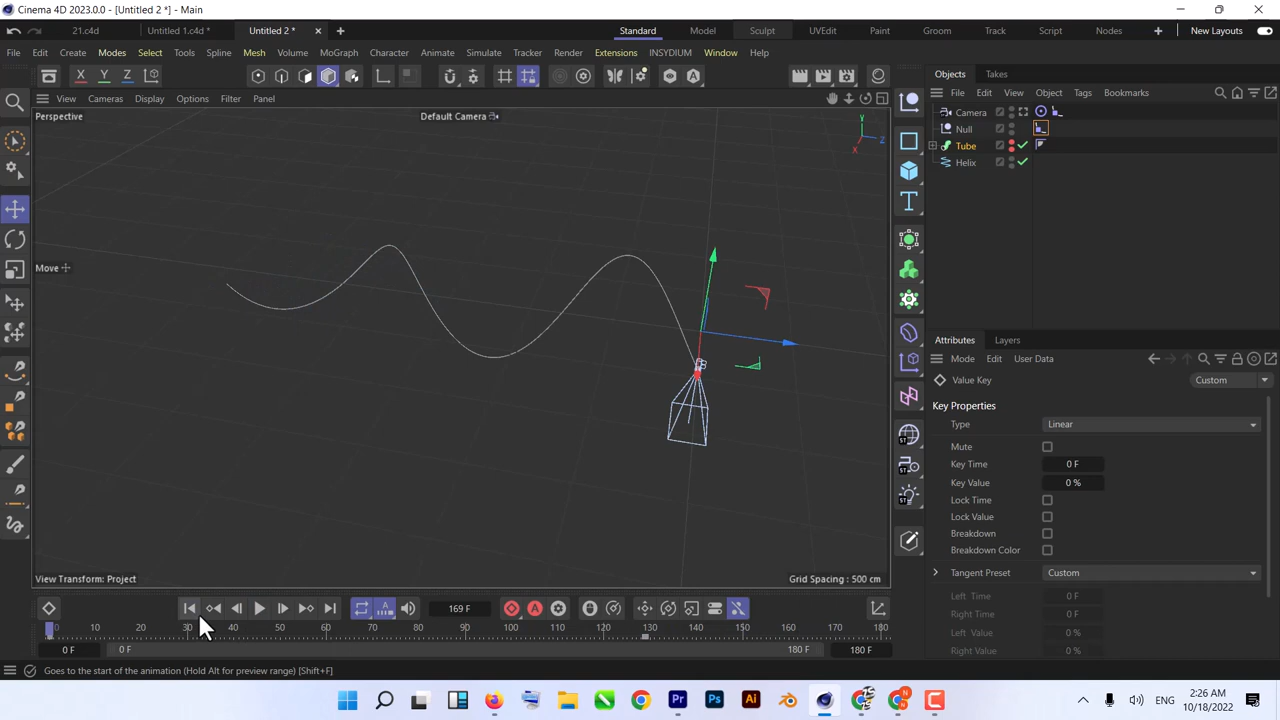 Cinema 4D 2023.0.0 - [Untitled 2 *] - Main
21.c4d
Untitled 1.c4d *
Untitled 2 *
Standard
Model
Sculpt
UVEdit
Paint
Groom
Track
Script
Nodes
New Layouts
File
Edit
Create
Modes
Select
Tools
Spline
Mesh
Volume
MoGraph
Character
Animate
Simulate
Tracker
Render
Extensions
INSYDIUM
Window
Help
X
Y
Z
Objects
Takes
View
Cameras
Display
Options
Filter
Panel
File
Edit
View
Object
Tags
Bookmarks
Perspective
Default Camera
Y
Z
X
Camera
Null
Tube
Helix
Move
Attributes
Layers
Mode
Edit
User Data
Value Key
Custom
Key Properties
Type
Linear
Mute
Key Time
0 F
Key Value
0 %
Lock Time
Lock Value
Breakdown
Breakdown Color
Tangent Preset
Custom
Left Time
0 F
Right Time
0 F
Left Value
0 %
Right Value
0 %
ST
ST
ST
View Transform: Project
Grid Spacing : 500 cm
169 F
0
10
20
30
40
50
60
70
80
90
100
110
120
130
140
150
160
170
180
0 F
0 F
180 F
180 F
Goes to the start of the animation (Hold Alt for preview range) [Shift+F]
Pr
Ps
Ai
ENG
2:26 AM
10/18/2022